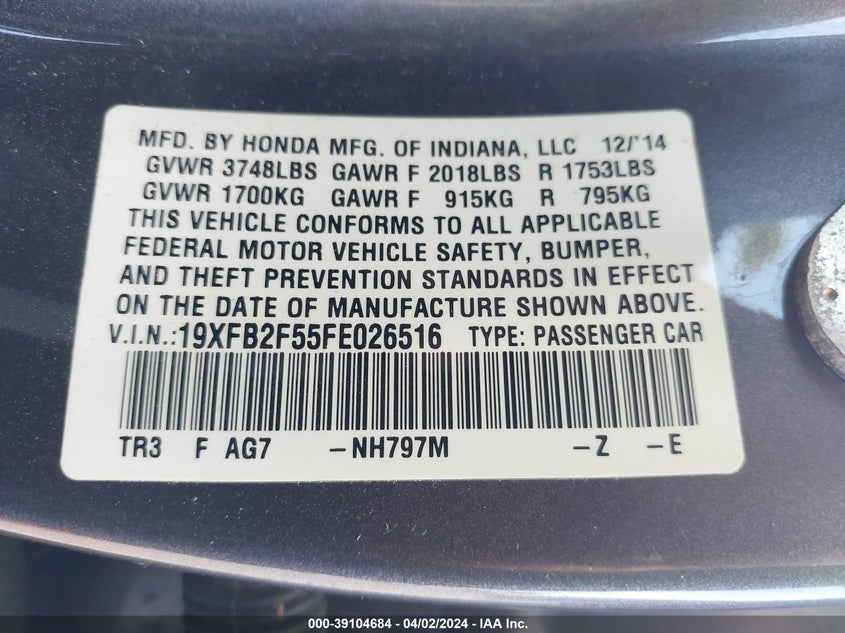 MFD. BY HONDA MFG. OF INDIANA, LLC 12/'14
GVWR 3748LBS GAWR F 2018LBS R 1753LBS
GVWR 1700KG GAWR F 915KG R 795KG
THIS VEHICLE CONFORMS TO ALL APPLICABLE
FEDERAL MOTOR VEHICLE SAFETY, BUMPER,
AND THEFT PREVENTION STANDARDS IN EFFECT
ON THE DATE OF MANUFACTURE SHOWN ABOVE.
V.I.N.:19XFB2F55FE026516 TYPE: PASSENGER CAR
TR3 F AG7 –NH797M –Z –E
000-39104684 - 04/02/2024 - IAA Inc.